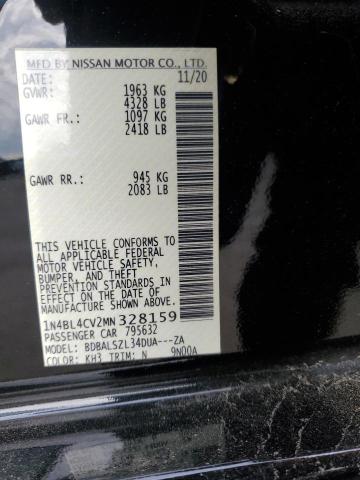 MFD BY NISSAN MOTOR CO., LTD.
DATE: 11/20
GVWR: 1963 KG
4328 LB
GAWR FR.: 1097 KG
2418 LB
GAWR RR.: 945 KG
2083 LB
THIS VEHICLE CONFORMS TO
ALL APPLICABLE FEDERAL
MOTOR VEHICLE SAFETY,
BUMPER, AND THEFT
PREVENTION STANDARDS IN
EFFECT ON THE DATE OF
MANUFACTURE SHOWN ABOVE.
1N4BL4CV2MN328159
PASSENGER CAR 795632
MODEL: BDBALSZL34DUA---ZA
COLOR: KH3 TRIM: N 9N00A